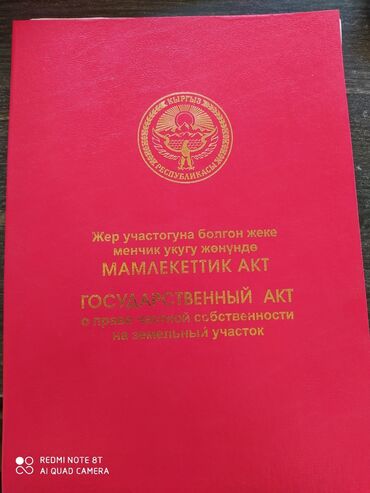 КЫРГЫЗ
РЕСПУБЛИКАСЫ
Жер участогуна болгон жеке
менчик укугу жөнүндө
МАМЛЕКЕТТИК АКТ
ГОСУДАРСТВЕННЫЙ АКТ
о праве частной собственности
на земельный участок
REDMI NOTE 8T
AI QUAD CAMERA